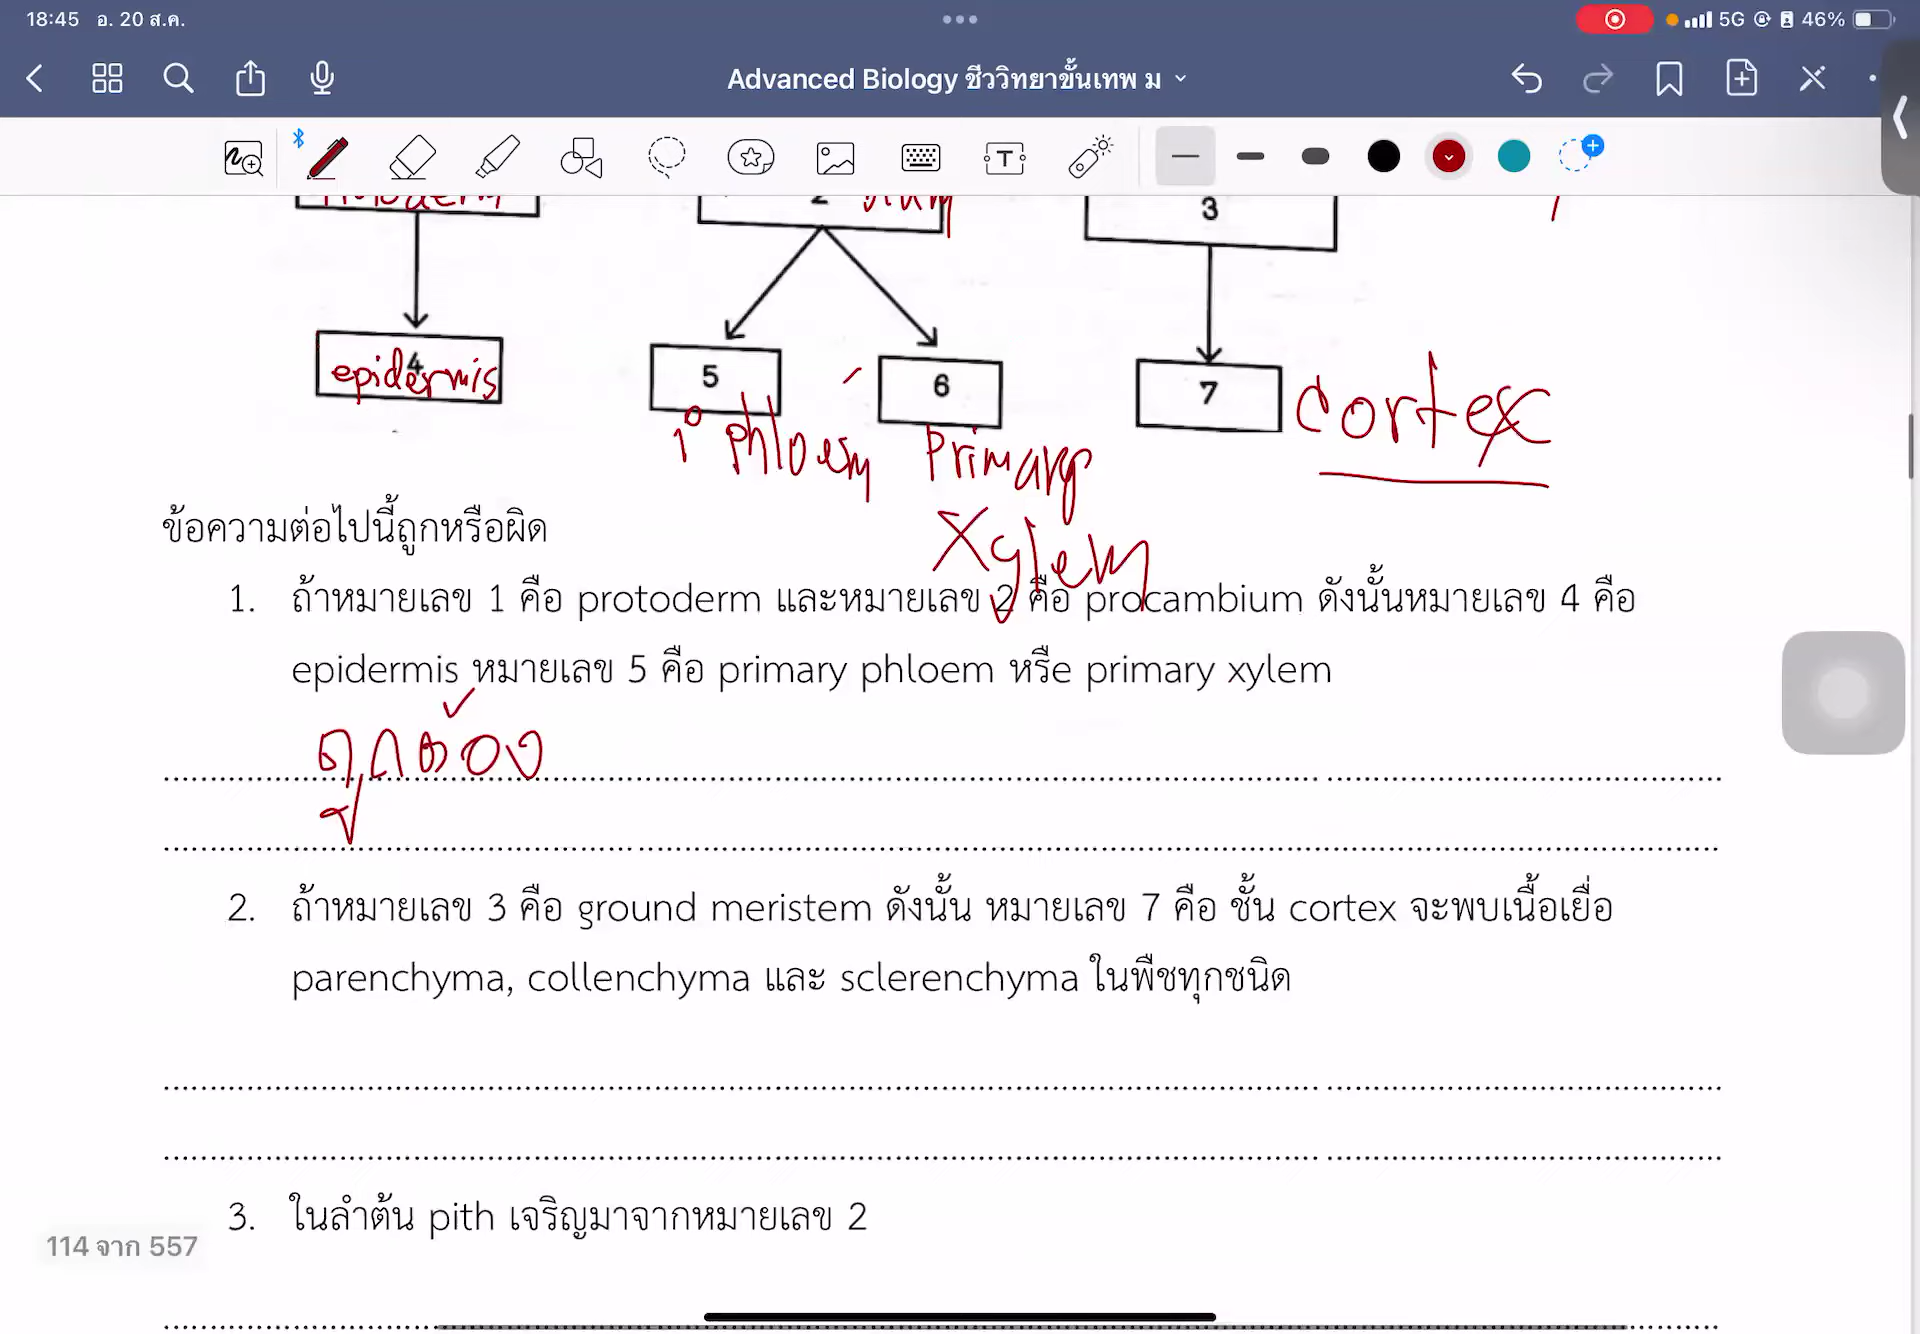 18:45 อ. 20 ส.ค.
5G 46%
Advanced Biology ชีววิทยาขั้นเทพ ม
2
3
4
epidermis
5
6
7
cortex
1° phloem
Primary
Xylem
ข้อความต่อไปนี้ถูกหรือผิด
1. ถ้าหมายเลข 1 คือ protoderm และหมายเลข 2 คือ procambium ดังนั้นหมายเลข 4 คือ
epidermis หมายเลข 5 คือ primary phloem หรืe primary xylem
ถูกต้อง
2. ถ้าหมายเลข 3 คือ ground meristem ดังนั้น หมายเลข 7 คือ ชั้น cortex จะพบเนื้อเยื่อ
parenchyma, collenchyma และ sclerenchyma ในพืชทุกชนิด
3. ในลำต้น pith เจริญมาจากหมายเลข 2
114 จาก 557